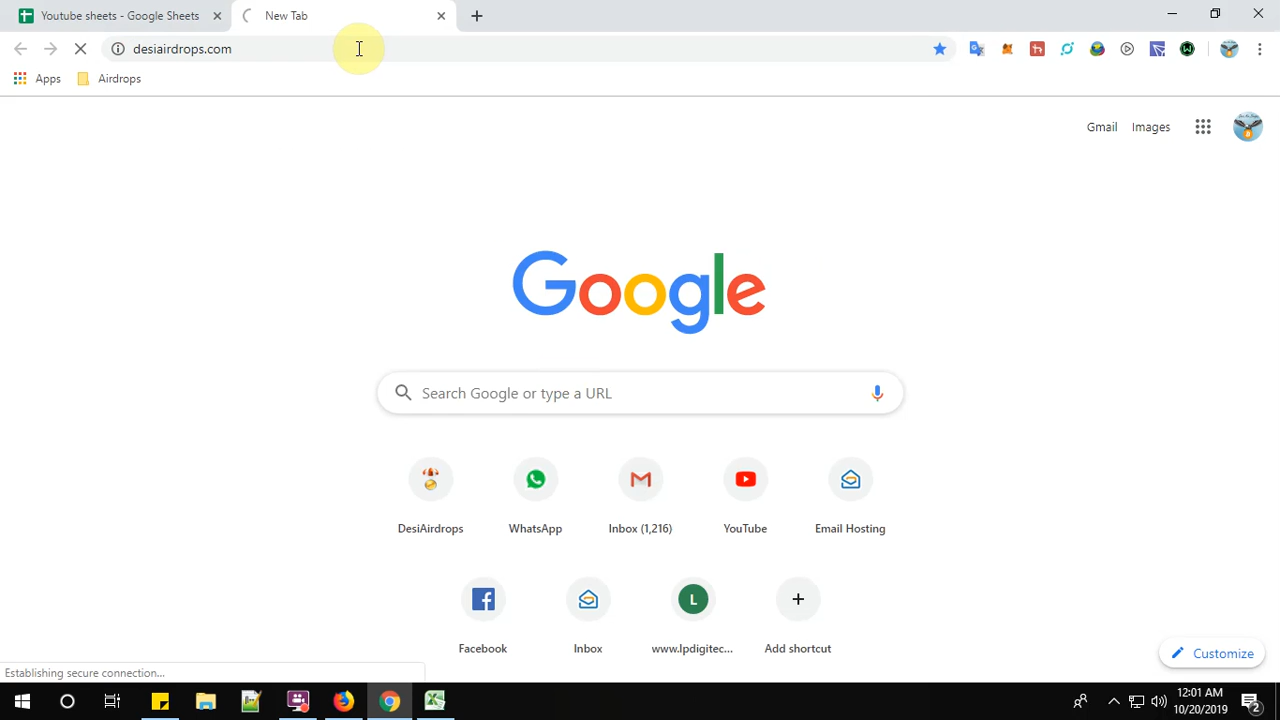 Youtube sheets - Google Sheets
New Tab
desiairdrops.com
Apps
Airdrops
Gmail
Images
Google
Search Google or type a URL
DesiAirdrops
WhatsApp
Inbox (1,216)
YouTube
Email Hosting
L
Facebook
Inbox
www.lpdigitec...
Add shortcut
Customize
Establishing secure connection...
12:01 AM
10/20/2019
2